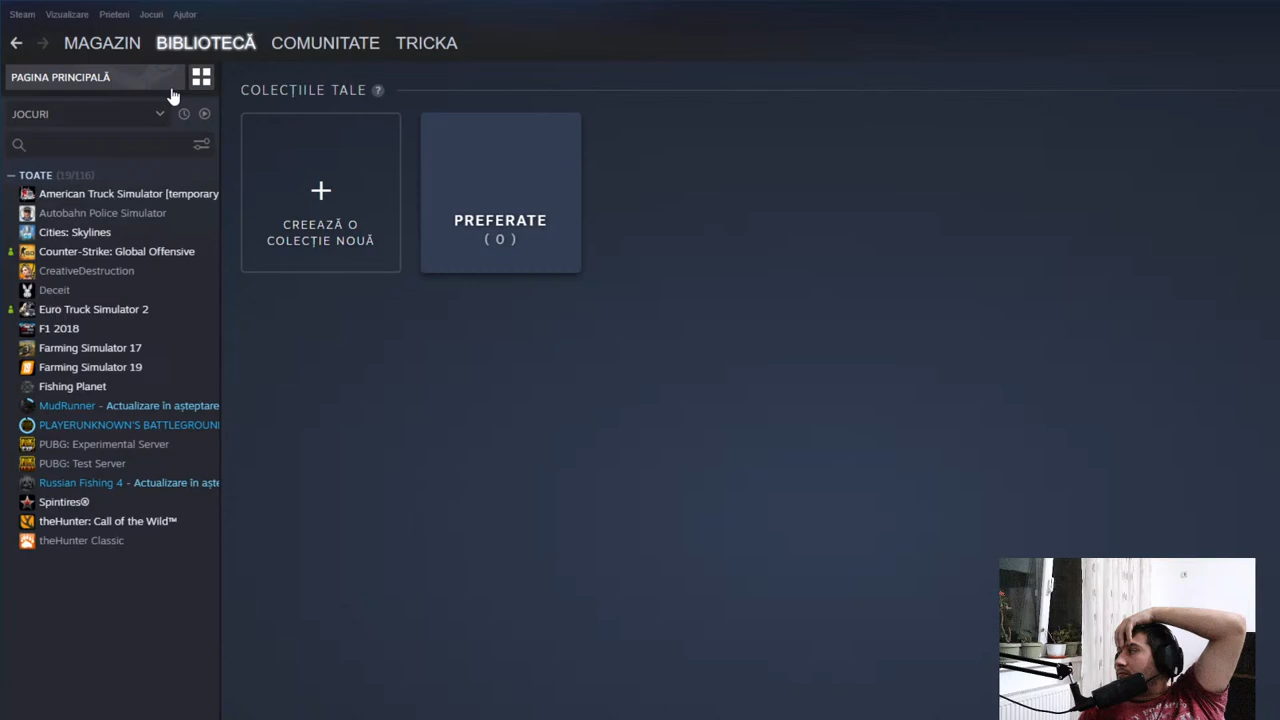 Steam Vizualizare Prieteni Jocuri Ajutor
MAGAZIN BIBLIOTECĂ COMUNITATE TRICKA
PAGINA PRINCIPALĂ
COLECȚIILE TALE ?
JOCURI
TOATE (19/116)
American Truck Simulator [temporary
Autobahn Police Simulator
Cities: Skylines
Counter-Strike: Global Offensive
CreativeDestruction
Deceit
Euro Truck Simulator 2
F1 2018
Farming Simulator 17
Farming Simulator 19
Fishing Planet
MudRunner - Actualizare în așteptare
PLAYERUNKNOWN'S BATTLEGROUN
PUBG: Experimental Server
PUBG: Test Server
Russian Fishing 4 - Actualizare în aște
Spintires®
theHunter: Call of the Wild™
theHunter Classic
CREEAZĂ O
COLECȚIE NOUĂ
PREFERATE
( 0 )